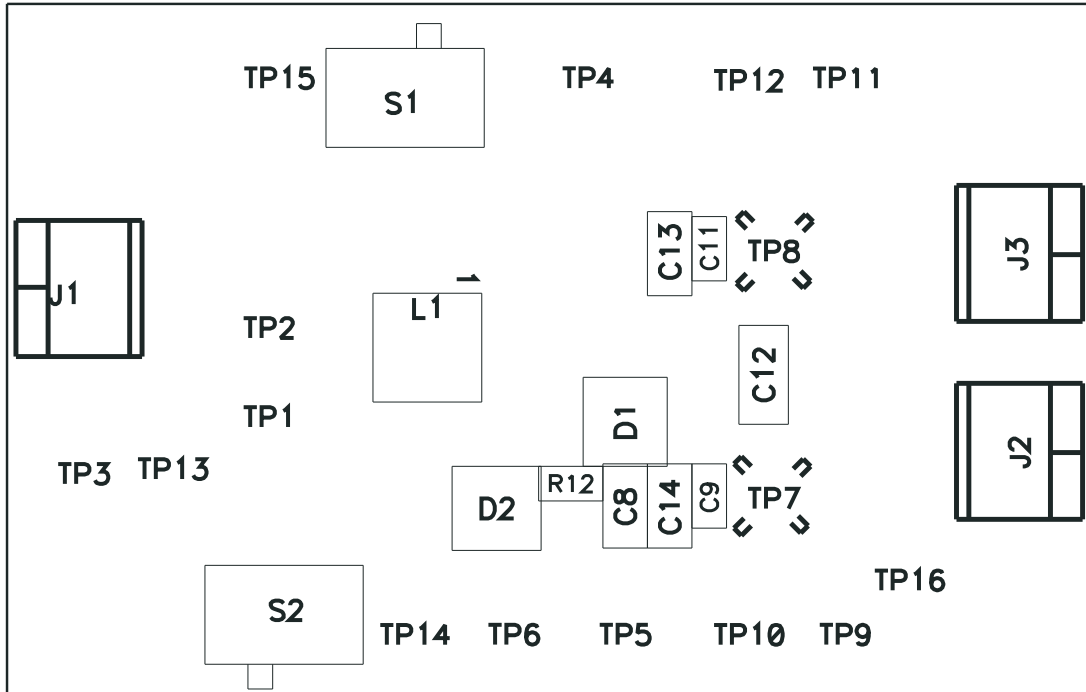 TP15
S1
TP4
TP12
TP11
C13
C11
TP8
J3
J1
1
L1
TP2
C12
TP1
D1
J2
TP3
TP13
R12
D2
C8
C14
C9
TP7
TP16
S2
TP14
TP6
TP5
TP10
TP9